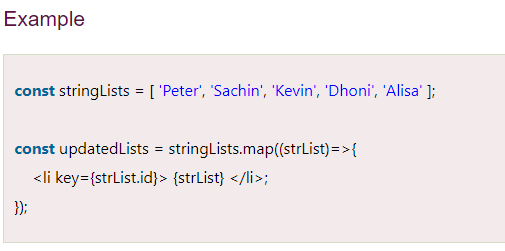 Example
const stringLists = [ 'Peter', 'Sachin', 'Kevin', 'Dhoni', 'Alisa' ];
const updatedLists = stringLists.map((strList)=>{
<li key={strList.id}> {strList} </li>;
});